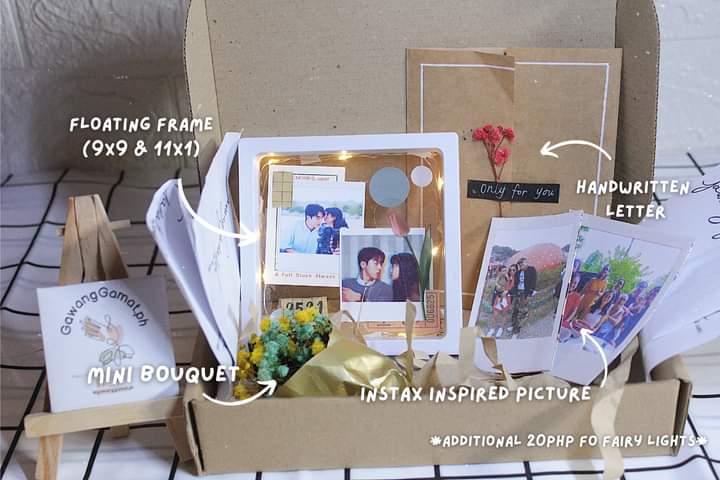 FLOATING FRAME
(9X9 & 11X1)
HANDWRITTEN
LETTER
Only for you
GawangGamat.ph
2521
MINI BOUQUET
INSTAX INSPIRED PICTURE
*ADDITIONAL 20PHP FO FAIRY LIGHTS*